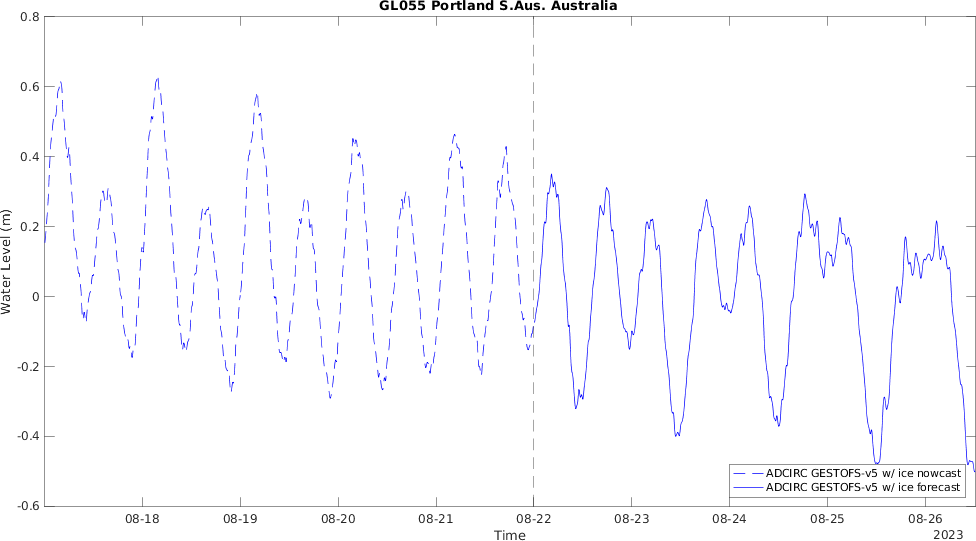 GL055 Portland S.Aus. Australia
0.8
0.6
0.4
0.2
0
-0.2
-0.4
-0.6
Water Level (m)
ADCIRC GESTOFS-v5 w/ ice nowcast
ADCIRC GESTOFS-v5 w/ ice forecast
08-18 08-19 08-20 08-21 08-22 08-23 08-24 08-25 08-26
Time
2023